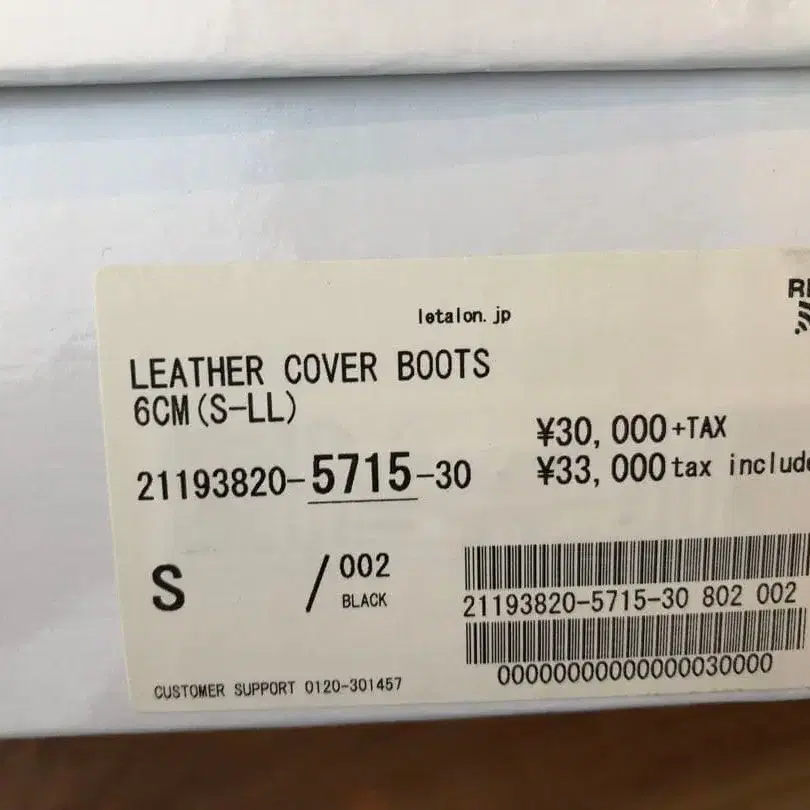 letalon.jp
LEATHER COVER BOOTS
6CM(S-LL)
¥30,000+TAX
21193820-5715-30
¥33,000tax
S / 002
BLACK
21193820-5715-30 802 002
00000000000000030000
CUSTOMER SUPPORT 0120-301457